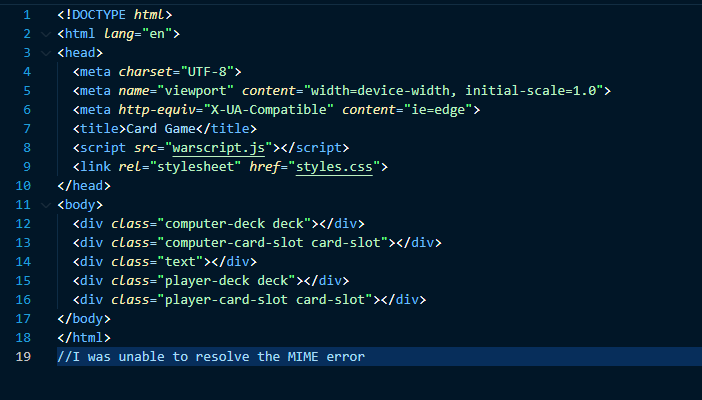 1 <!DOCTYPE html>
2 <html lang="en">
3 <head>
4 <meta charset="UTF-8">
5 <meta name="viewport" content="width=device-width, initial-scale=1.0">
6 <meta http-equiv="X-UA-Compatible" content="ie=edge">
7 <title>Card Game</title>
8 <script src="warscript.js"></script>
9 <link rel="stylesheet" href="styles.css">
10 </head>
11 <body>
12 <div class="computer-deck deck"></div>
13 <div class="computer-card-slot card-slot"></div>
14 <div class="text"></div>
15 <div class="player-deck deck"></div>
16 <div class="player-card-slot card-slot"></div>
17 </body>
18 </html>
19 //I was unable to resolve the MIME error